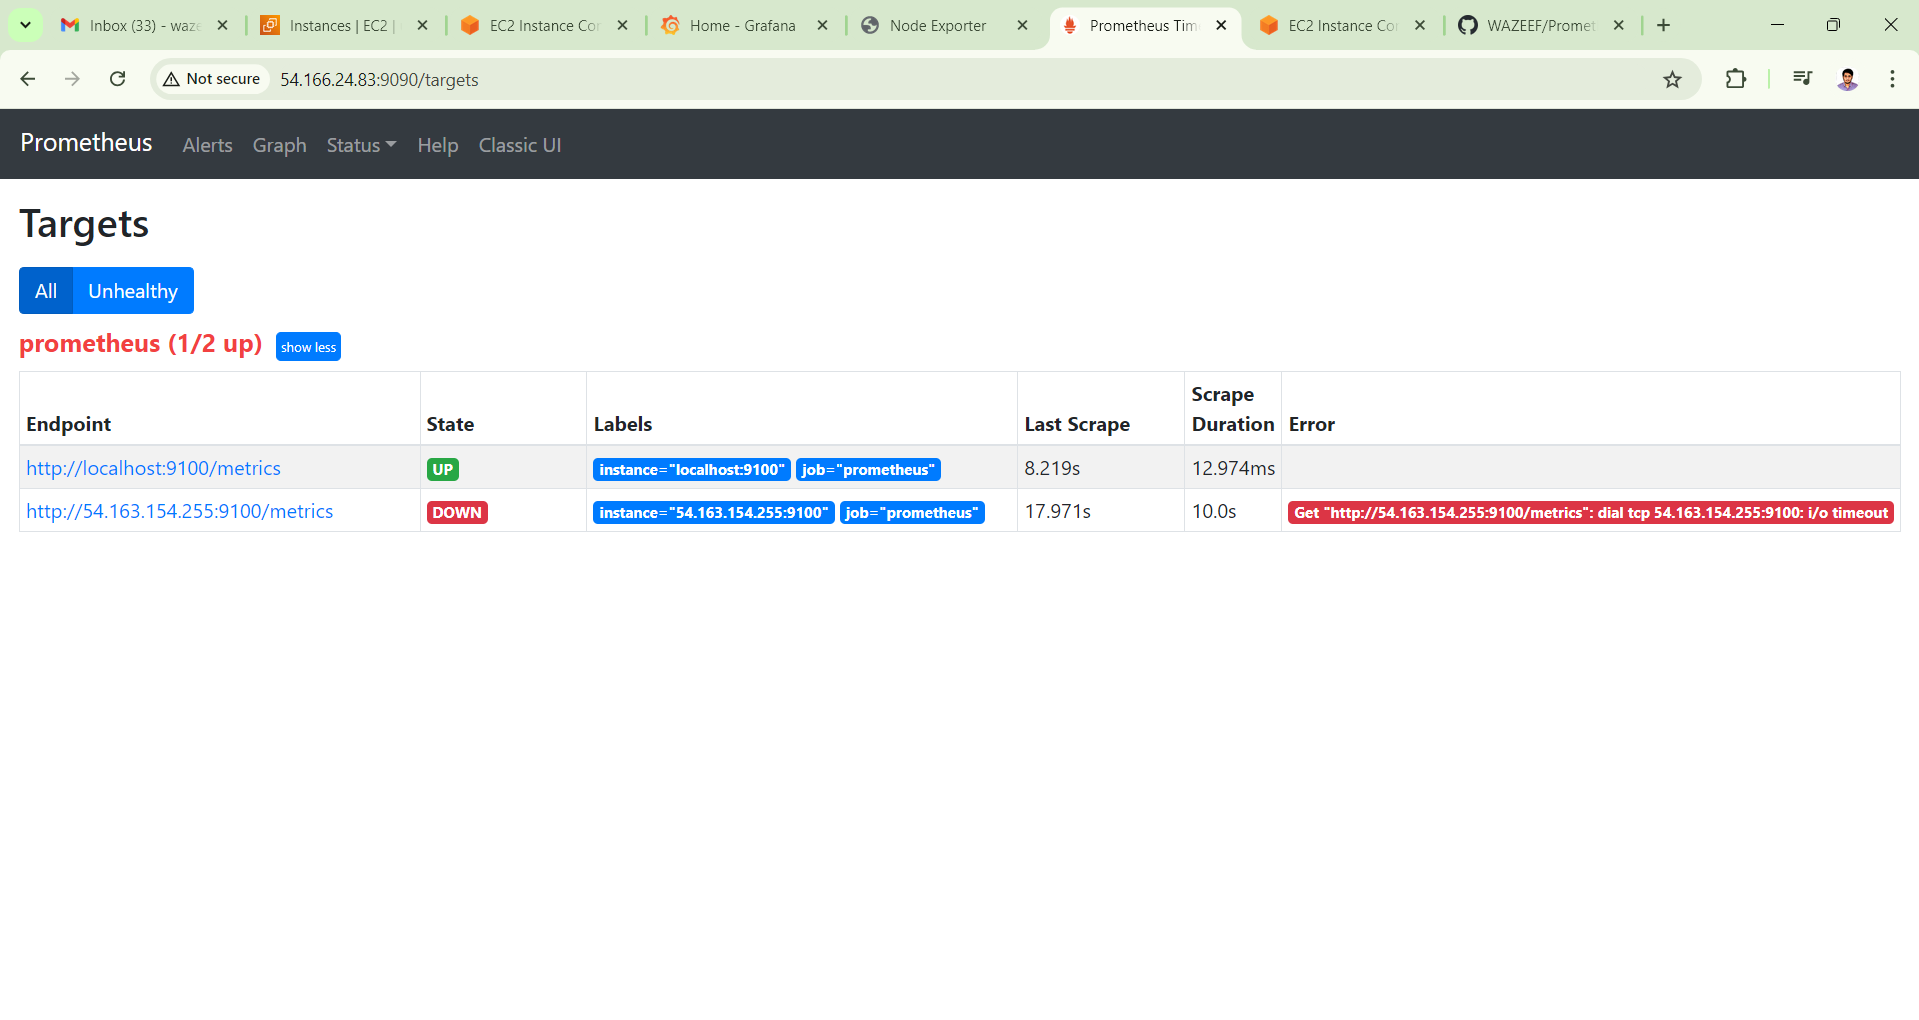 Inbox (33) - waze
Instances | EC2 |
EC2 Instance Con
Home - Grafana
Node Exporter
Prometheus Time
EC2 Instance Con
WAZEEF/Promet
Not secure
54.166.24.83:9090/targets
Prometheus
Alerts
Graph
Status
Help
Classic UI
Targets
All
Unhealthy
prometheus (1/2 up)
show less
Endpoint
State
Labels
Last Scrape
Scrape
Duration
Error
http://localhost:9100/metrics
UP
instance="localhost:9100"
job="prometheus"
8.219s
12.974ms
http://54.163.154.255:9100/metrics
DOWN
instance="54.163.154.255:9100"
job="prometheus"
17.971s
10.0s
Get "http://54.163.154.255:9100/metrics": dial tcp 54.163.154.255:9100: i/o timeout